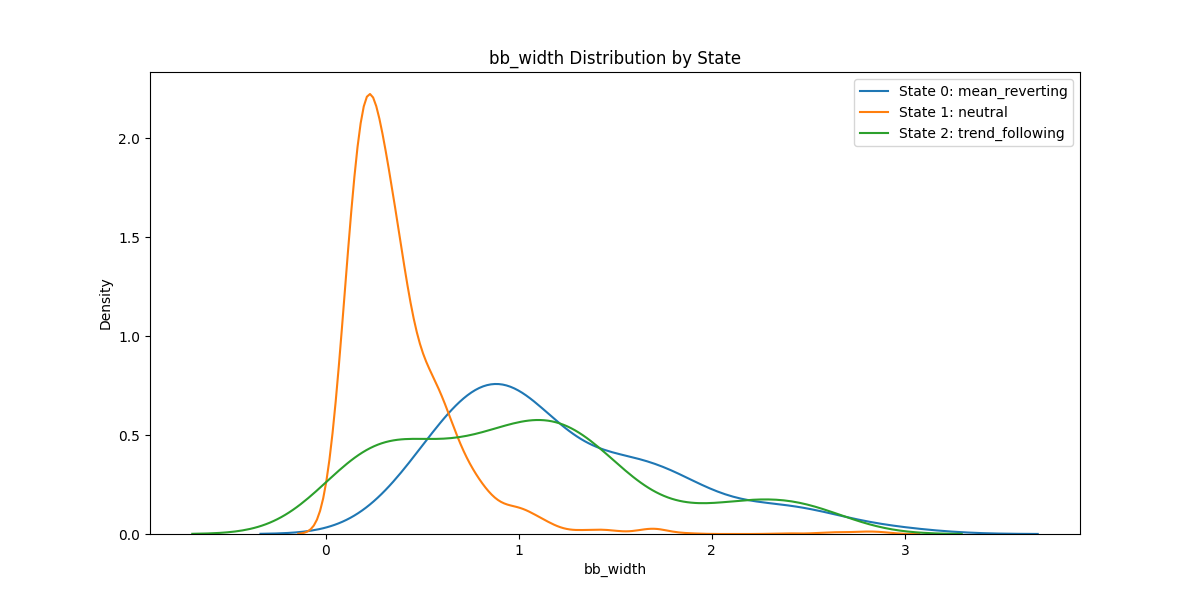 bb_width Distribution by State
State 0: mean_reverting
State 1: neutral
State 2: trend_following
Density
2.0
1.5
1.0
0.5
0.0
0
1
2
3
bb_width